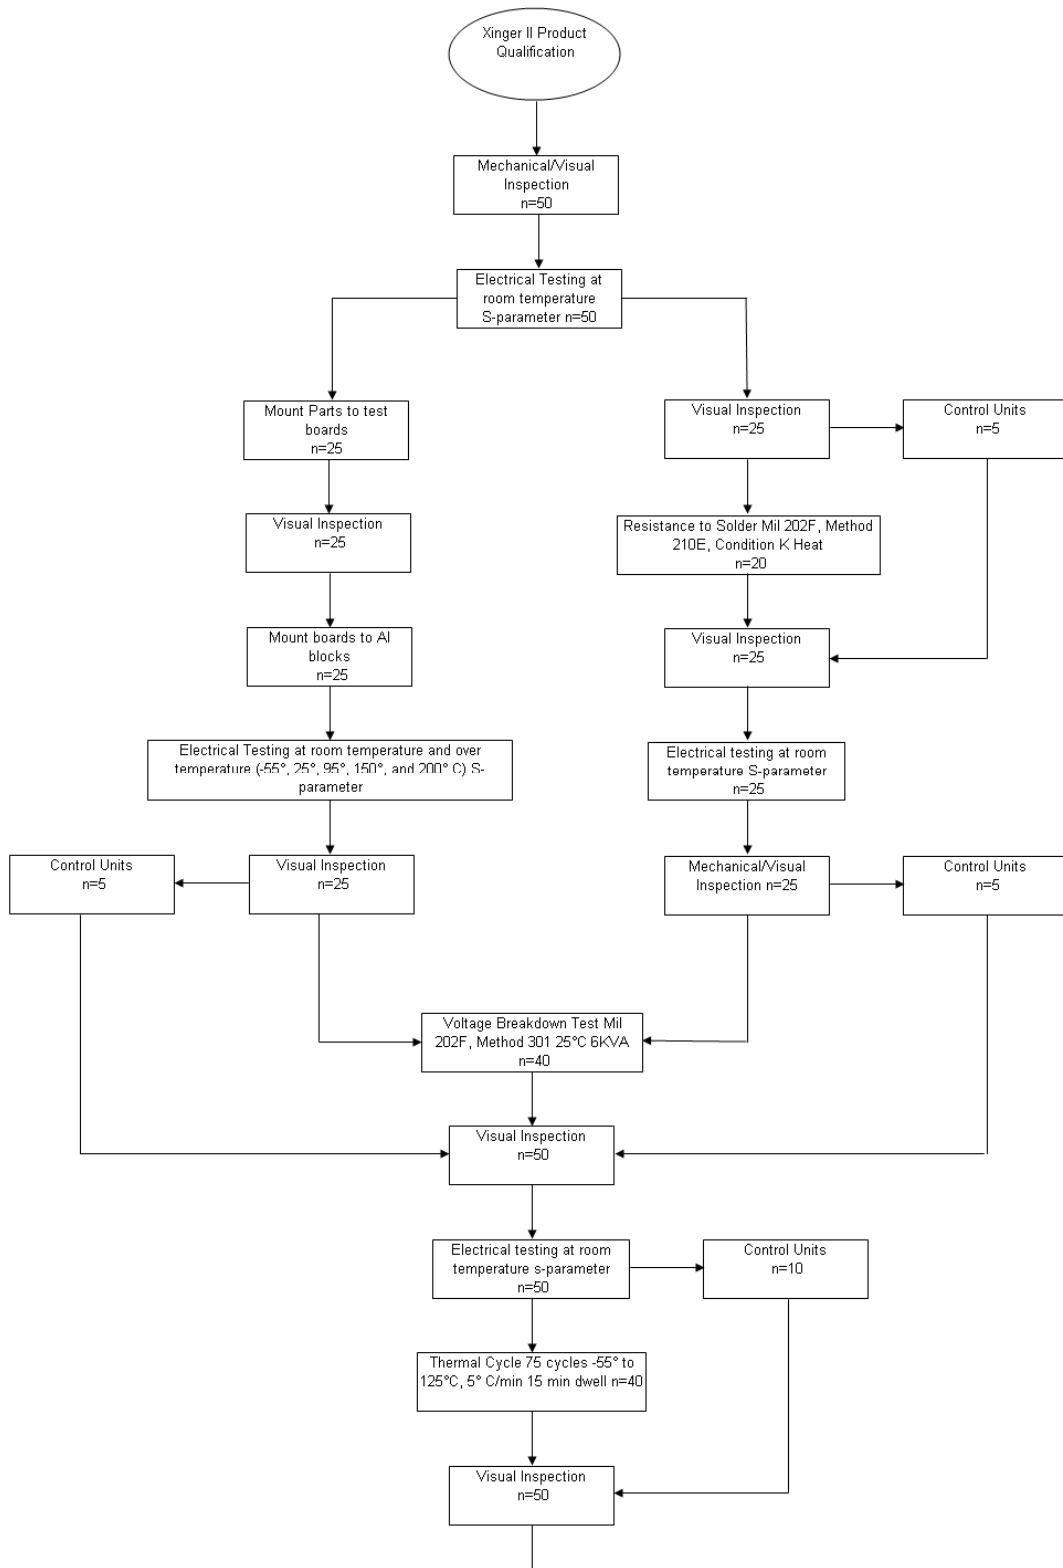 Xinger II Product
Qualification
Mechanical/Visual
Inspection
n=50
Electrical Testing at
room temperature
S-parameter n=50
Mount Parts to test
boards
n=25
Visual Inspection
n=25
Control Units
n=5
Visual Inspection
n=25
Resistance to Solder Mil 202F, Method
210E, Condition K Heat
n=20
Mount boards to Al
blocks
n=25
Visual Inspection
n=25
Electrical Testing at room temperature and over
temperature (-55°, 25°, 95°, 150°, and 200° C) S-
parameter
Electrical testing at room
temperature S-parameter
n=25
Control Units
n=5
Visual Inspection
n=25
Mechanical/Visual
Inspection n=25
Control Units
n=5
Voltage Breakdown Test Mil
202F, Method 301 25°C 6KVA
n=40
Visual Inspection
n=50
Electrical testing at room
temperature s-parameter
n=50
Control Units
n=10
Thermal Cycle 75 cycles -55° to
125°C, 5° C/min 15 min dwell n=40
Visual Inspection
n=50